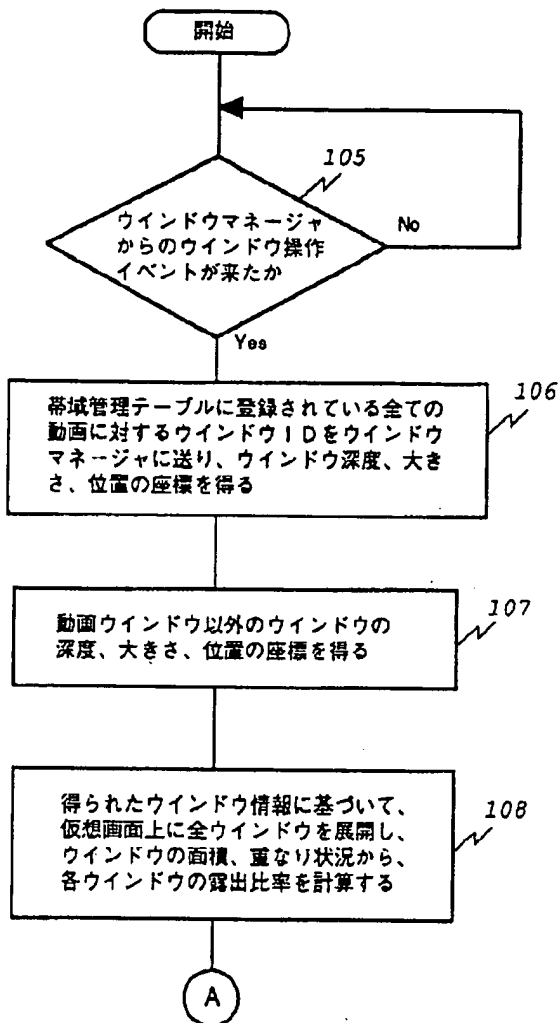 開始
105
ウインドウマネージャ
からのウインドウ操作
イベントが来たか
No
Yes
106
帯域管理テーブルに登録されている全ての
動画に対するウインドウIDをウインドウ
マネージャに送り、ウインドウ深度、大き
さ、位置の座標を得る
107
動画ウインドウ以外のウインドウの
深度、大きさ、位置の座標を得る
108
得られたウインドウ情報に基づいて、
仮想画面上に全ウインドウを展開し、
ウインドウの面積、重なり状況から、
各ウインドウの露出比率を計算する
A